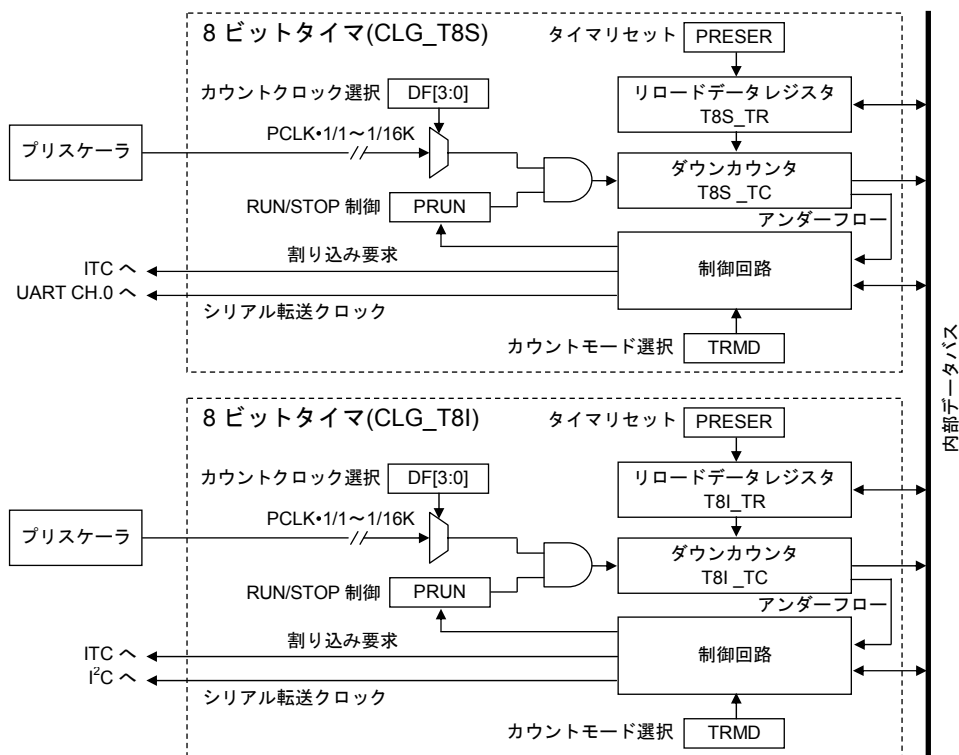 8 ビットタイマ(CLG_T8S)
タイマリセット PRESER
カウントクロック選択 DF[3:0]
リロードデータレジスタ
T8S_TR
プリスケーラ
PCLK•1/1～1/16K
ダウンカウンタ
T8S _TC
RUN/STOP 制御 PRUN
アンダーフロー
制御回路
ITC へ
割り込み要求
UART CH.0 へ
シリアル転送クロック
カウントモード選択 TRMD
内部データバス
8 ビットタイマ(CLG_T8I)
タイマリセット PRESER
カウントクロック選択 DF[3:0]
リロードデータレジスタ
T8I_TR
プリスケーラ
PCLK•1/1～1/16K
ダウンカウンタ
T8I _TC
RUN/STOP 制御 PRUN
アンダーフロー
制御回路
ITC へ
割り込み要求
I²C へ
シリアル転送クロック
カウントモード選択 TRMD